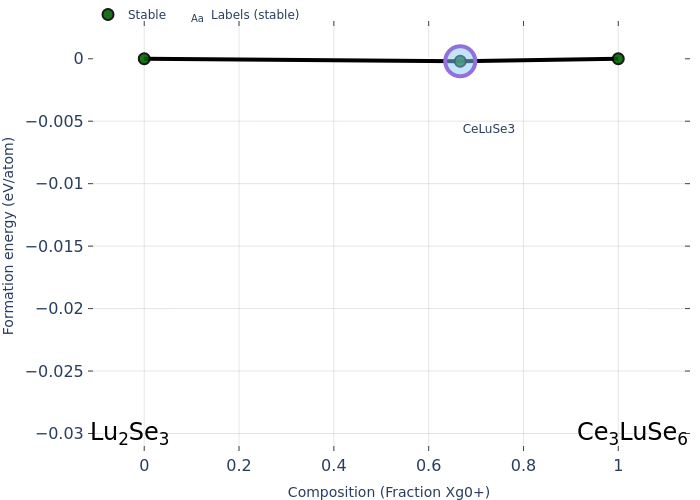 Stable
Aa Labels (stable)
0
−0.005
−0.01
−0.015
−0.02
−0.025
−0.03
Formation energy (eV/atom)
CeLuSe3
Lu₂Se₃
Ce₃LuSe₆
0 0.2 0.4 0.6 0.8 1
Composition (Fraction Xg0+)